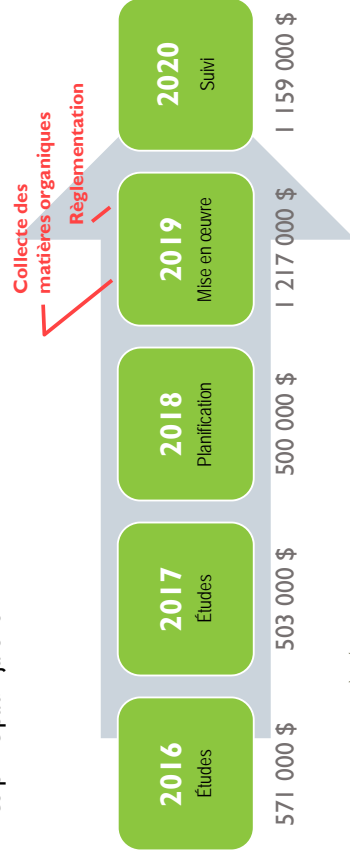 Collecte des
matières organiques
Règlementation
2016
Études
571 000 $
2017
Études
503 000 $
2018
Planification
500 000 $
2019
Mise en œuvre
1 217 000 $
2020
Suivi
1 159 000 $